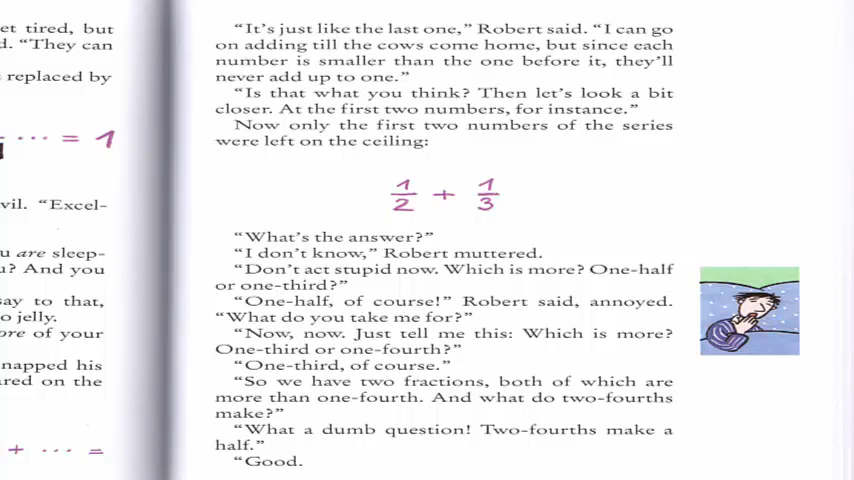 et tired, but
d. “They can
s replaced by
··· = 1
vil. “Excel-
u are sleep-
u? And you
say to that,
o jelly.
ore of your
napped his
ared on the
+ ··· =
“It’s just like the last one,” Robert said. “I can go
on adding till the cows come home, but since each
number is smaller than the one before it, they’ll
never add up to one.”
“Is that what you think? Then let’s look a bit
closer. At the first two numbers, for instance.”
Now only the first two numbers of the series
were left on the ceiling:
1/2 + 1/3
“What’s the answer?”
“I don’t know,” Robert muttered.
“Don’t act stupid now. Which is more? One-half
or one-third?”
“One-half, of course!” Robert said, annoyed.
“What do you take me for?”
“Now, now. Just tell me this: Which is more?
One-third or one-fourth?”
“One-third, of course.”
“So we have two fractions, both of which are
more than one-fourth. And what do two-fourths
make?”
“What a dumb question! Two-fourths make a
half.”
“Good.